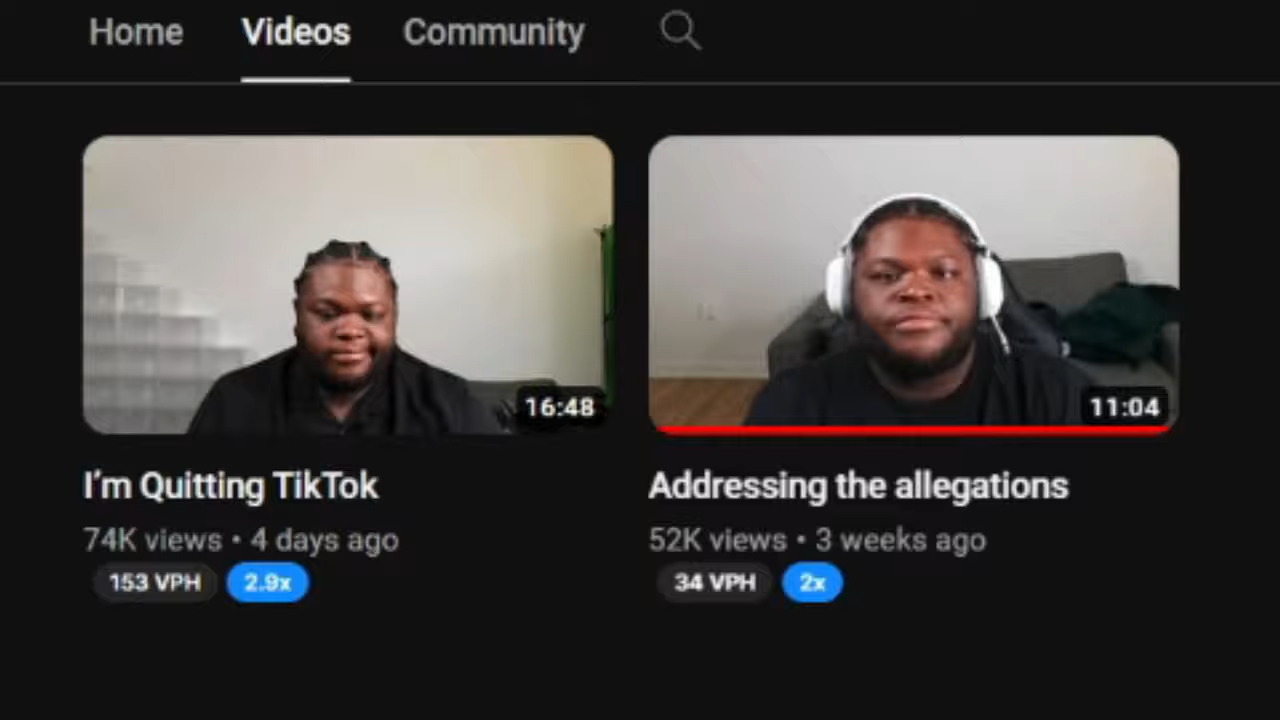 Home Videos Community
16:48
11:04
I'm Quitting TikTok
74K views • 4 days ago
153 VPH 2.9x
Addressing the allegations
52K views • 3 weeks ago
34 VPH 2x